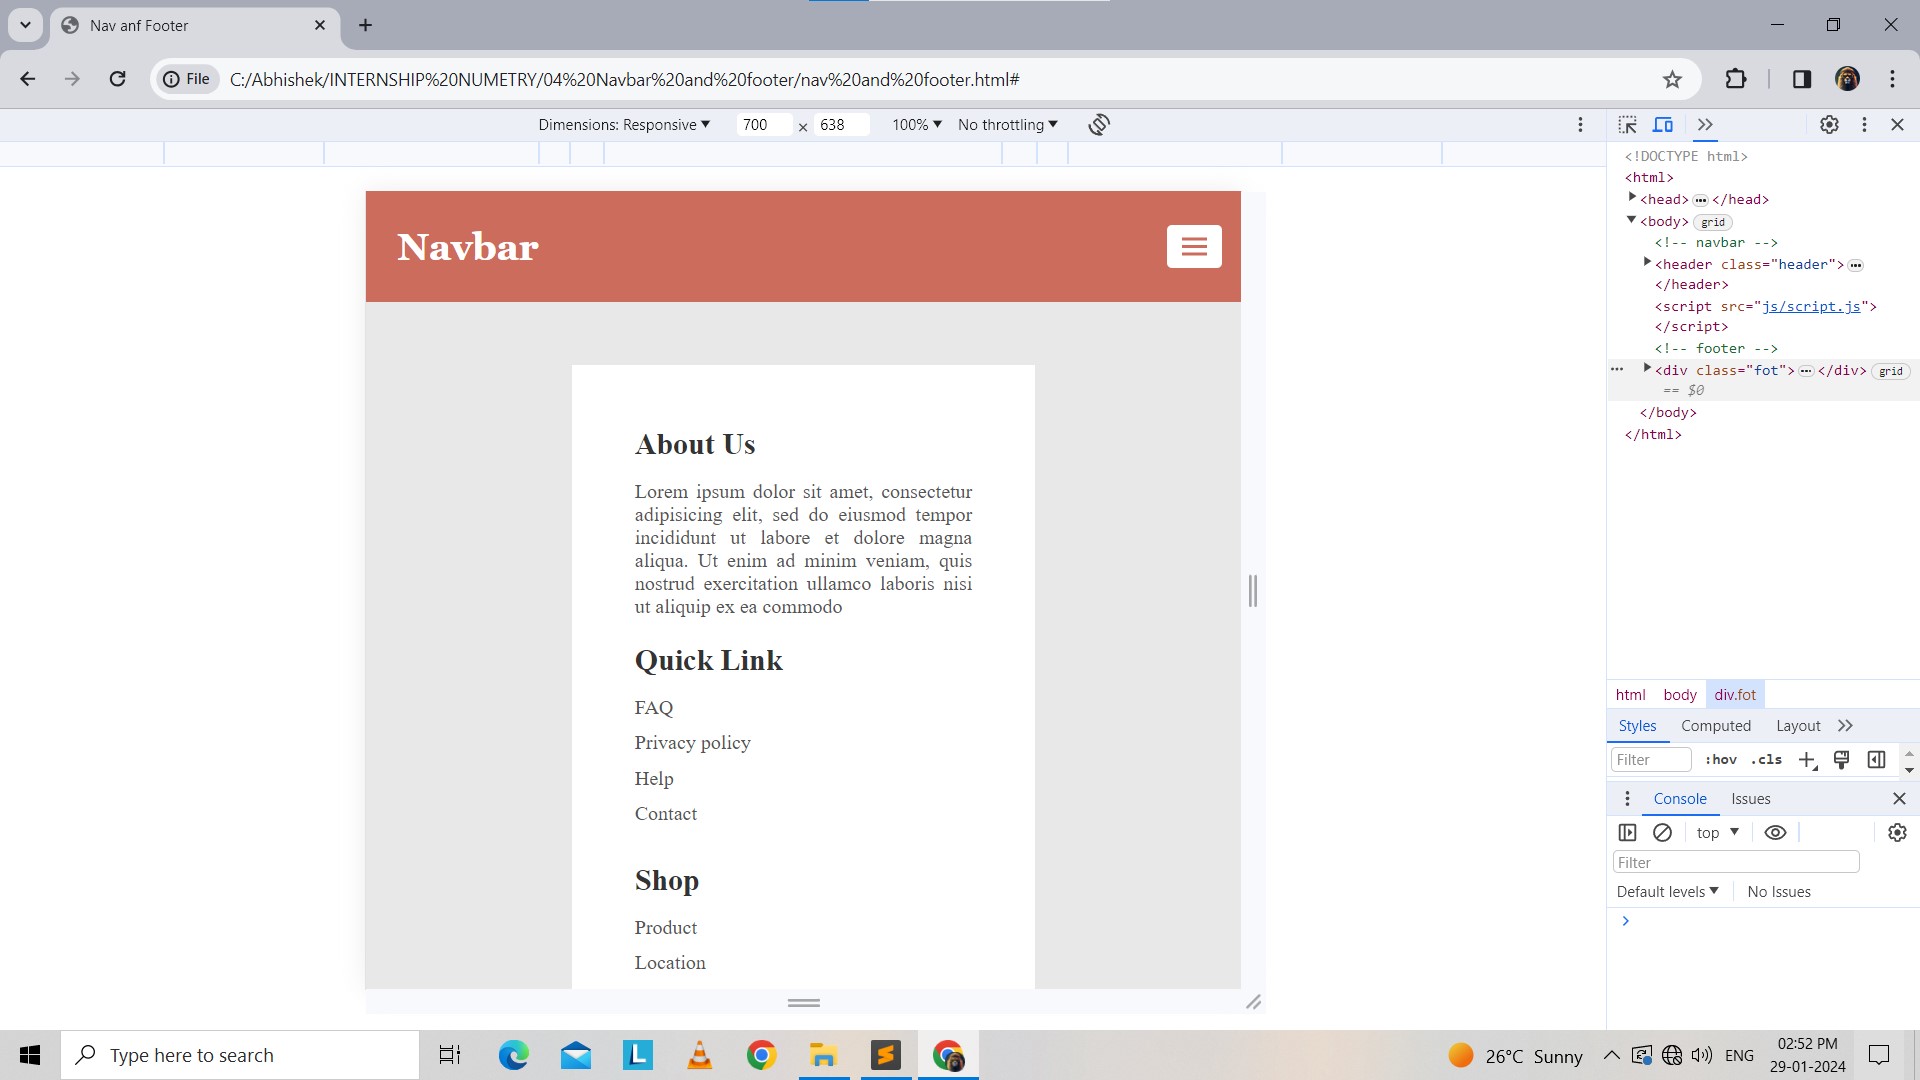 Nav anf Footer
File
C:/Abhishek/INTERNSHIP%20NUMETRY/04%20Navbar%20and%20footer/nav%20and%20footer.html#
Dimensions: Responsive
700 × 638
100%
No throttling
Navbar
About Us
Lorem ipsum dolor sit amet, consectetur
adipisicing elit, sed do eiusmod tempor
incididunt ut labore et dolore magna
aliqua. Ut enim ad minim veniam, quis
nostrud exercitation ullamco laboris nisi
ut aliquip ex ea commodo
Quick Link
FAQ
Privacy policy
Help
Contact
Shop
Product
Location
<!DOCTYPE html>
<html>
<head> ••• </head>
<body> grid
<!-- navbar -->
<header class="header"> •••
</header>
<script src="js/script.js">
</script>
<!-- footer -->
••• <div class="fot"> ••• </div> grid
== $0
</body>
</html>
html body div.fot
Styles Computed Layout
Filter :hov .cls
Console Issues
top
Filter
Default levels No Issues
Type here to search
L
S
26°C Sunny
ENG
02:52 PM
29-01-2024